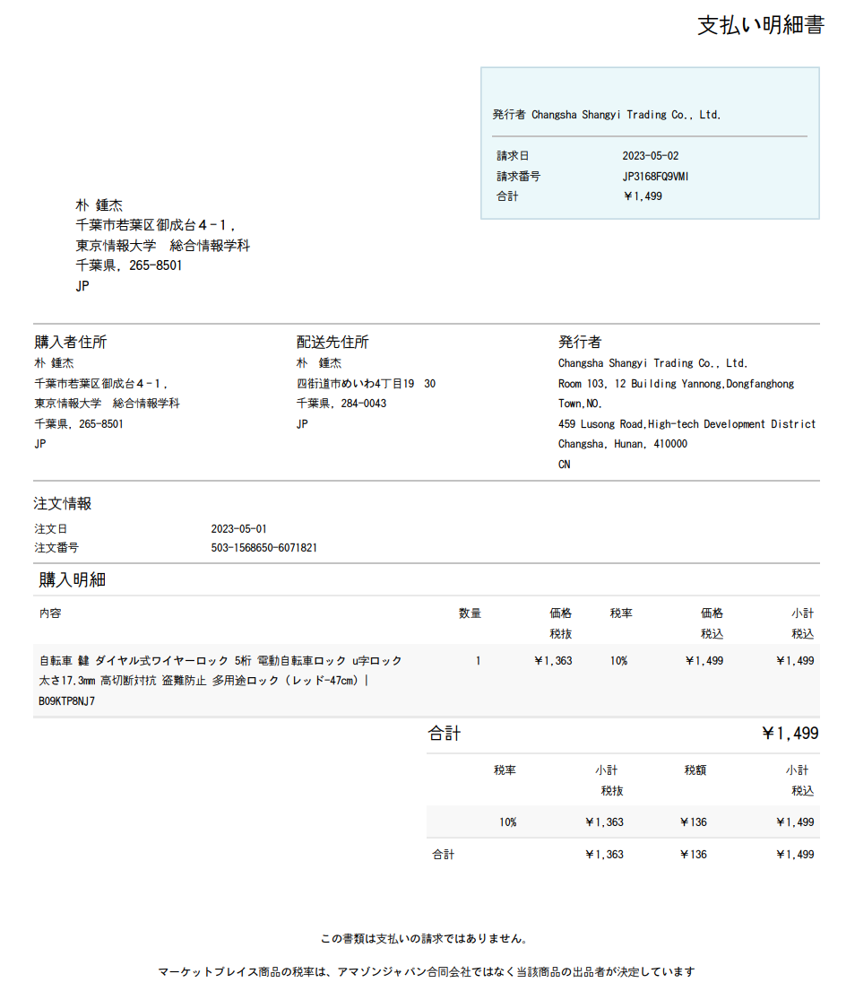 支払い明細書
発行者 Changsha Shangyi Trading Co., Ltd.
請求日 2023-05-02
請求番号 JP3168FQ9VMI
合計 ￥1,499
朴 鍾杰
千葉市若葉区御成台４−１,
東京情報大学　総合情報学科
千葉県, 265-8501
JP
購入者住所
朴 鍾杰
千葉市若葉区御成台４−１,
東京情報大学　総合情報学科
千葉県, 265-8501
JP
配送先住所
朴　鍾杰
四街道市めいわ4丁目19　30
千葉県, 284-0043
JP
発行者
Changsha Shangyi Trading Co., Ltd.
Room 103, 12 Building Yannong,Dongfanghong
Town,NO.
459 Lusong Road,High-tech Development District
Changsha, Hunan, 410000
CN
注文情報
注文日 2023-05-01
注文番号 503-1568650-6071821
購入明細
内容 数量 価格 税率 価格 小計
税抜 税込 税込
自転車 鍵 ダイヤル式ワイヤーロック 5桁 電動自転車ロック u字ロック 1 ￥1,363 10% ￥1,499 ￥1,499
太さ17.3mm 高切断対抗 盗難防止 多用途ロック (レッド-47cm) |
B09KTP8NJ7
合計 ￥1,499
税率 小計 税額 小計
税抜 税込
10% ￥1,363 ￥136 ￥1,499
合計 ￥1,363 ￥136 ￥1,499
この書類は支払いの請求ではありません。
マーケットプレイス商品の税率は、アマゾンジャパン合同会社ではなく当該商品の出品者が決定しています